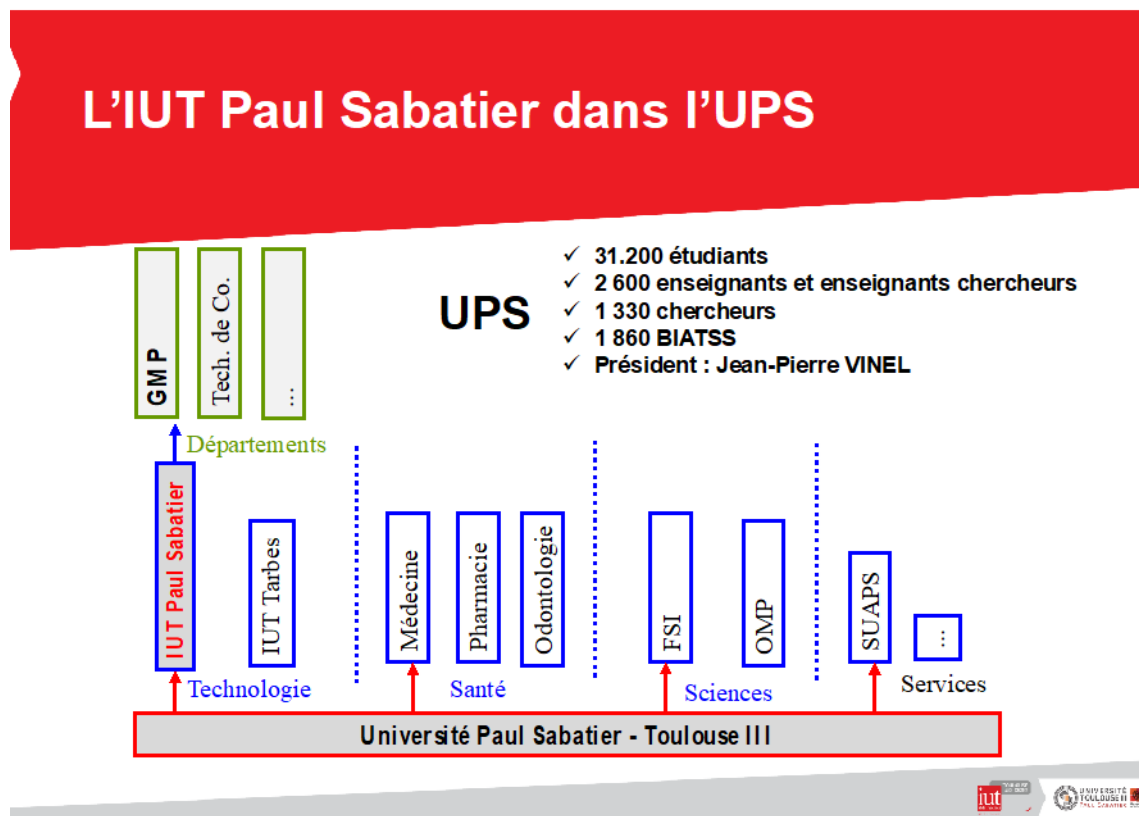 L'IUT Paul Sabatier dans l'UPS
UPS
✓ 31.200 étudiants
✓ 2 600 enseignants et enseignants chercheurs
✓ 1 330 chercheurs
✓ 1 860 BIATSS
✓ Président : Jean-Pierre VINEL
GMP
Tech. de Co.
...
Départements
IUT Paul Sabatier
IUT Tarbes
Médecine
Pharmacie
Odontologie
FSI
OMP
SUAPS
...
Technologie
Santé
Sciences
Services
Université Paul Sabatier - Toulouse III
iut
UNIVERSITÉ
TOULOUSE III
PAUL SABATIER